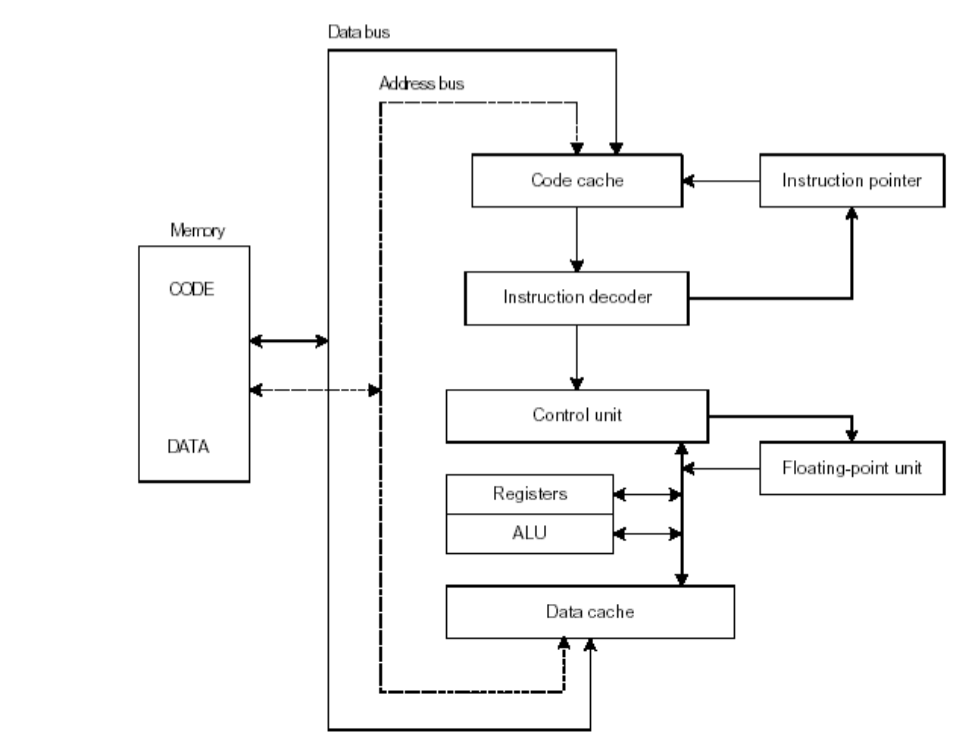 Data bus
Address bus
Code cache
Instruction pointer
Memory
CODE
Instruction decoder
Control unit
DATA
Floating-point unit
Registers
ALU
Data cache